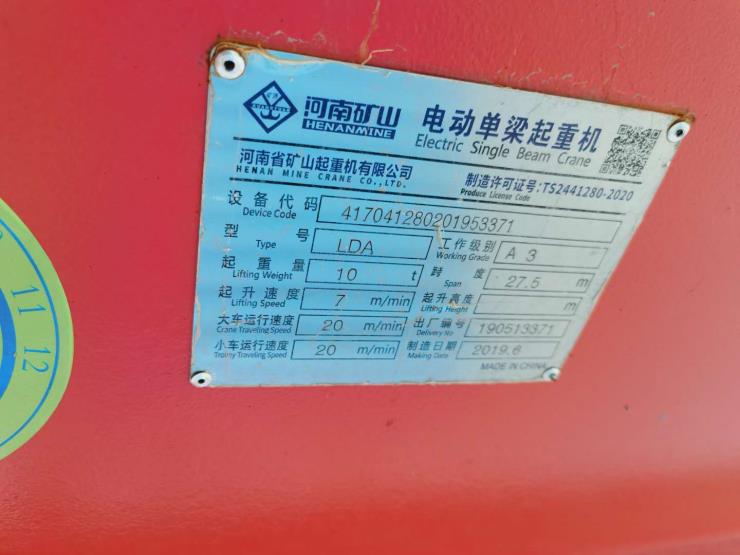 河南矿山
HENANMINE
电动单梁起重机
Electric Single Beam Crane
河南省矿山起重机有限公司
HENAN MINE CRANE CO.,LTD.
制造许可证号:TS2441280-2020
Produce License Code
设备代码 417041280201953371
Device Code
型号 LDA 工作级别 A 3
Type Working Grade
起重量 10 t 跨度 27.5 m
Lifting Weight Span
起升速度 7 m/min 起升高度 m
Lifting Speed Lifting Height
大车运行速度 20 m/min 出厂编号 190513371
Crane Traveling Speed Delivery No
小车运行速度 20 m/min 制造日期 2019.6
Trolny Traveling Speed Making Date
MADE IN CHINA
11
12